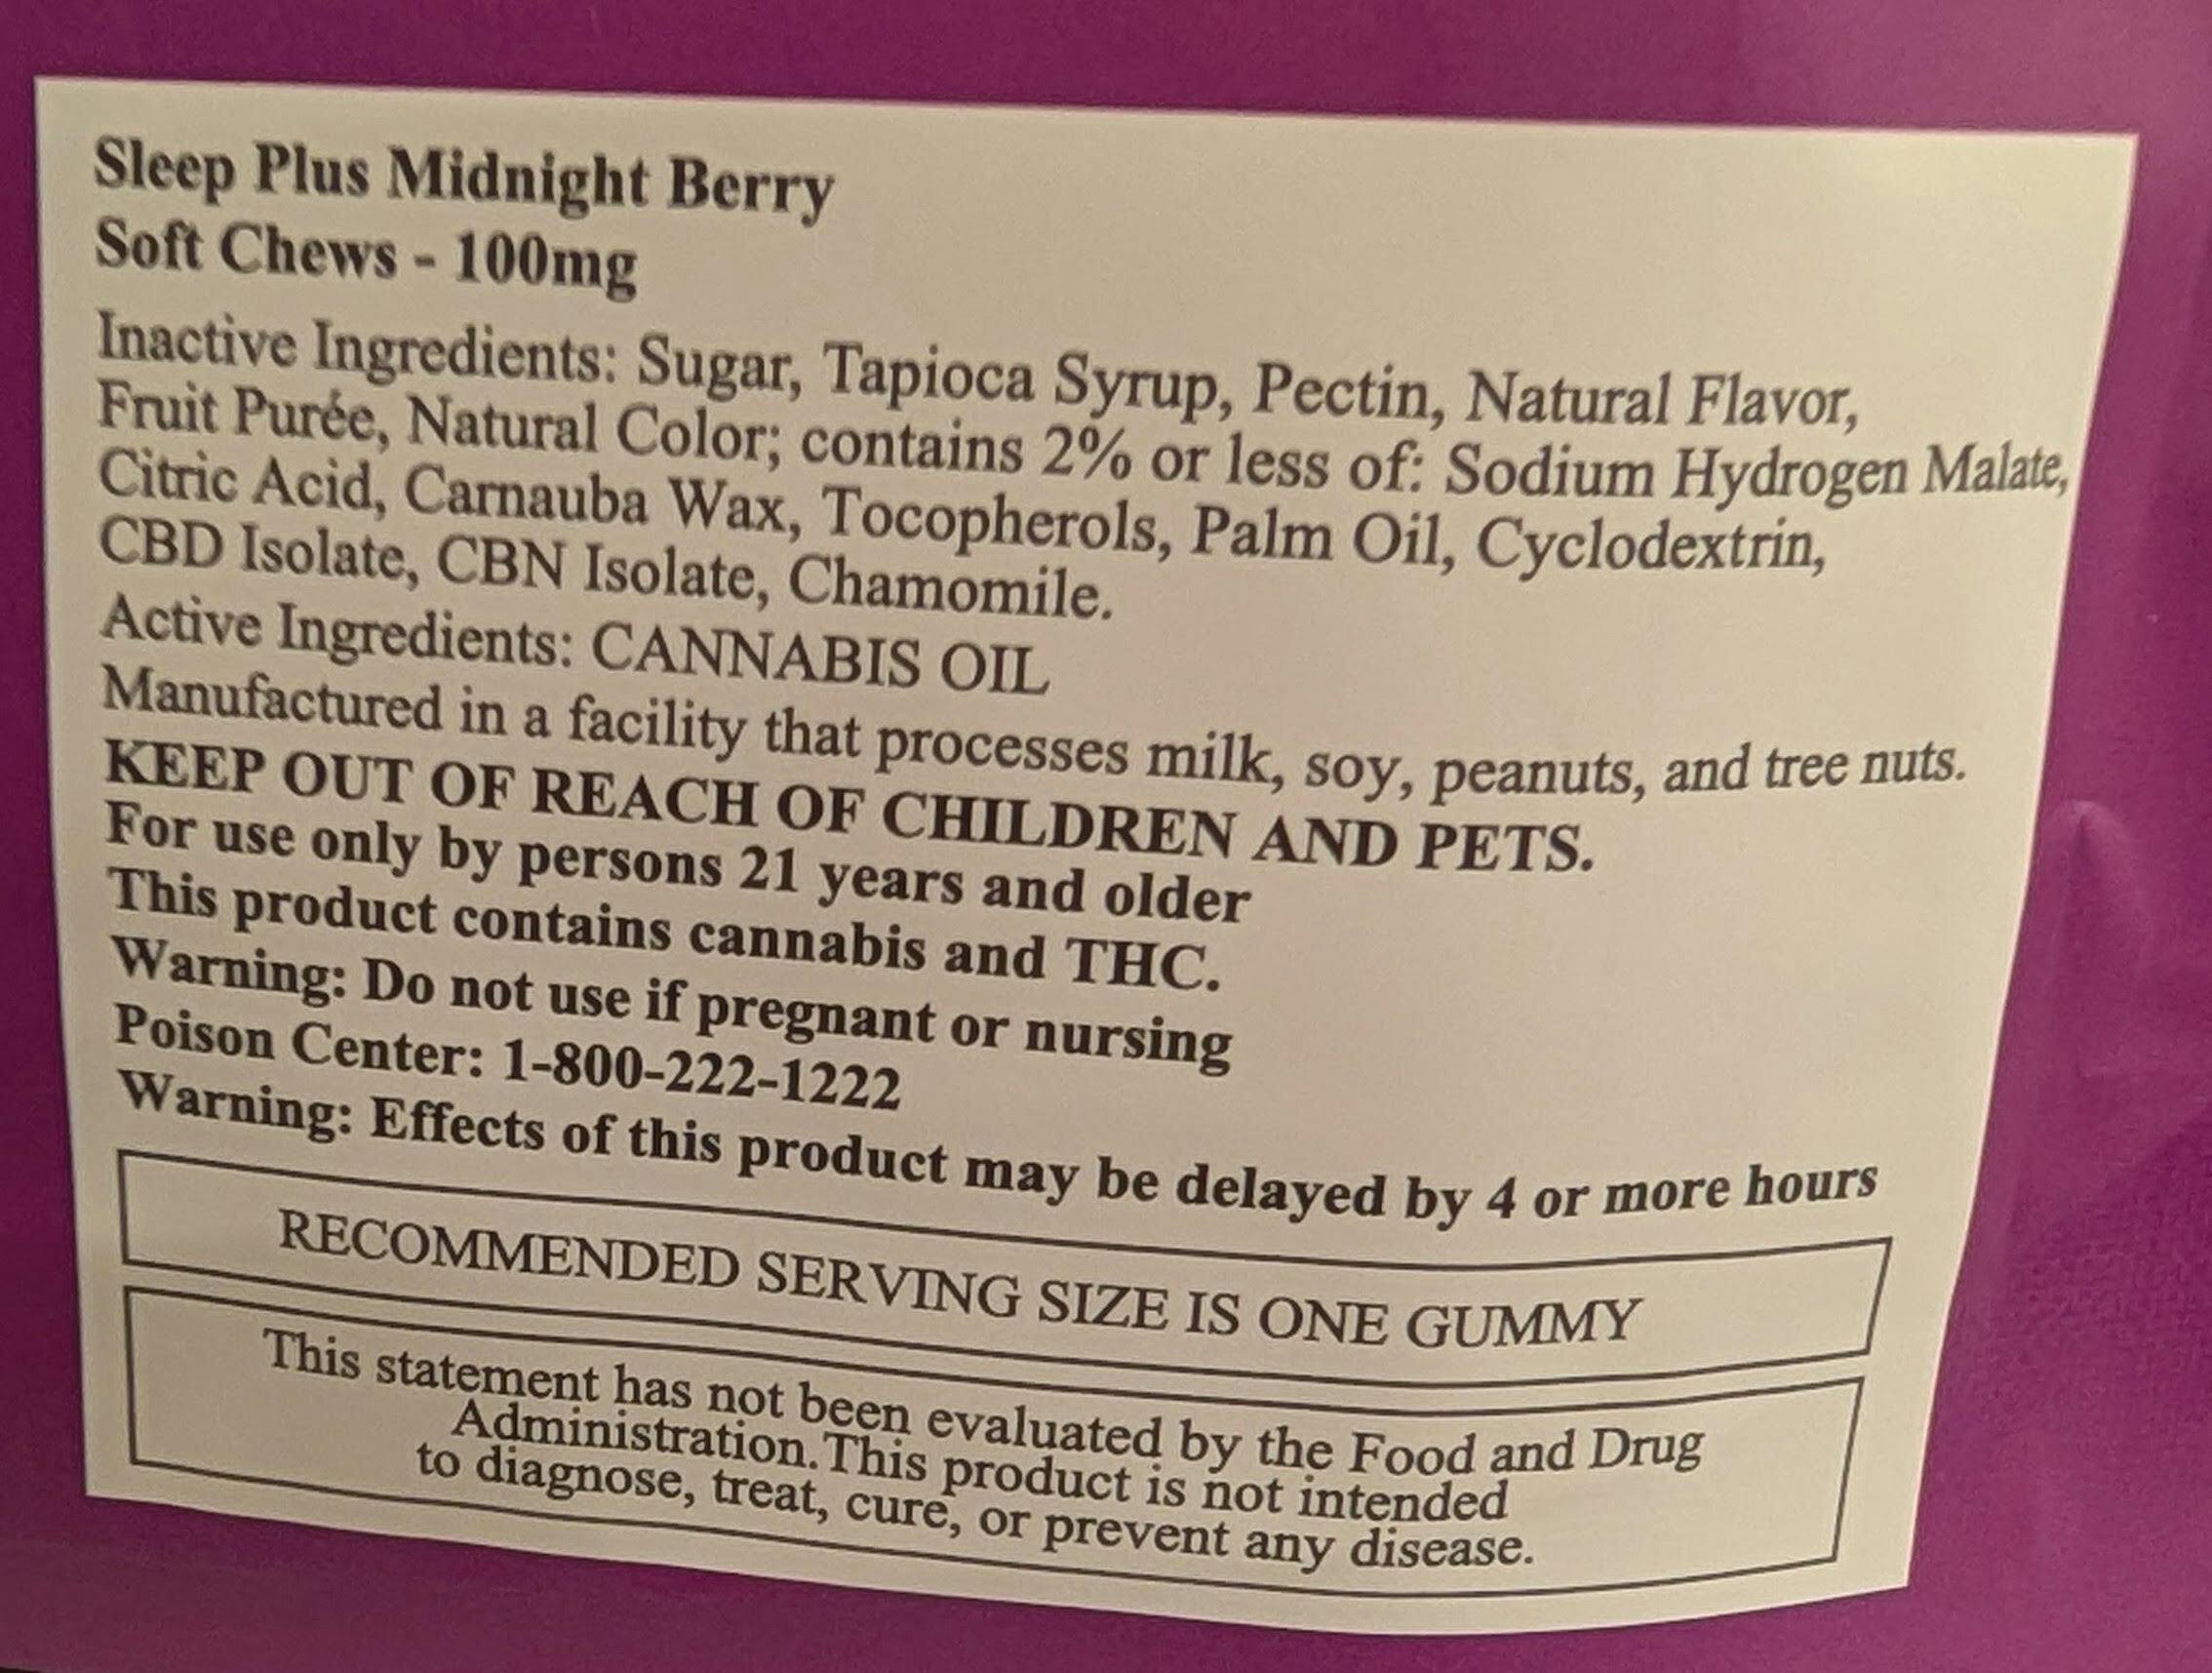 Sleep Plus Midnight Berry
Soft Chews - 100mg
Inactive Ingredients: Sugar, Tapioca Syrup, Pectin, Natural Flavor,
Fruit Purée, Natural Color; contains 2% or less of: Sodium Hydrogen Malate,
Citric Acid, Carnauba Wax, Tocopherols, Palm Oil, Cyclodextrin,
CBD Isolate, CBN Isolate, Chamomile.
Active Ingredients: CANNABIS OIL
Manufactured in a facility that processes milk, soy, peanuts, and tree nuts.
KEEP OUT OF REACH OF CHILDREN AND PETS.
For use only by persons 21 years and older
This product contains cannabis and THC.
Warning: Do not use if pregnant or nursing
Poison Center: 1-800-222-1222
Warning: Effects of this product may be delayed by 4 or more hours
RECOMMENDED SERVING SIZE IS ONE GUMMY
This statement has not been evaluated by the Food and Drug
Administration. This product is not intended
to diagnose, treat, cure, or prevent any disease.